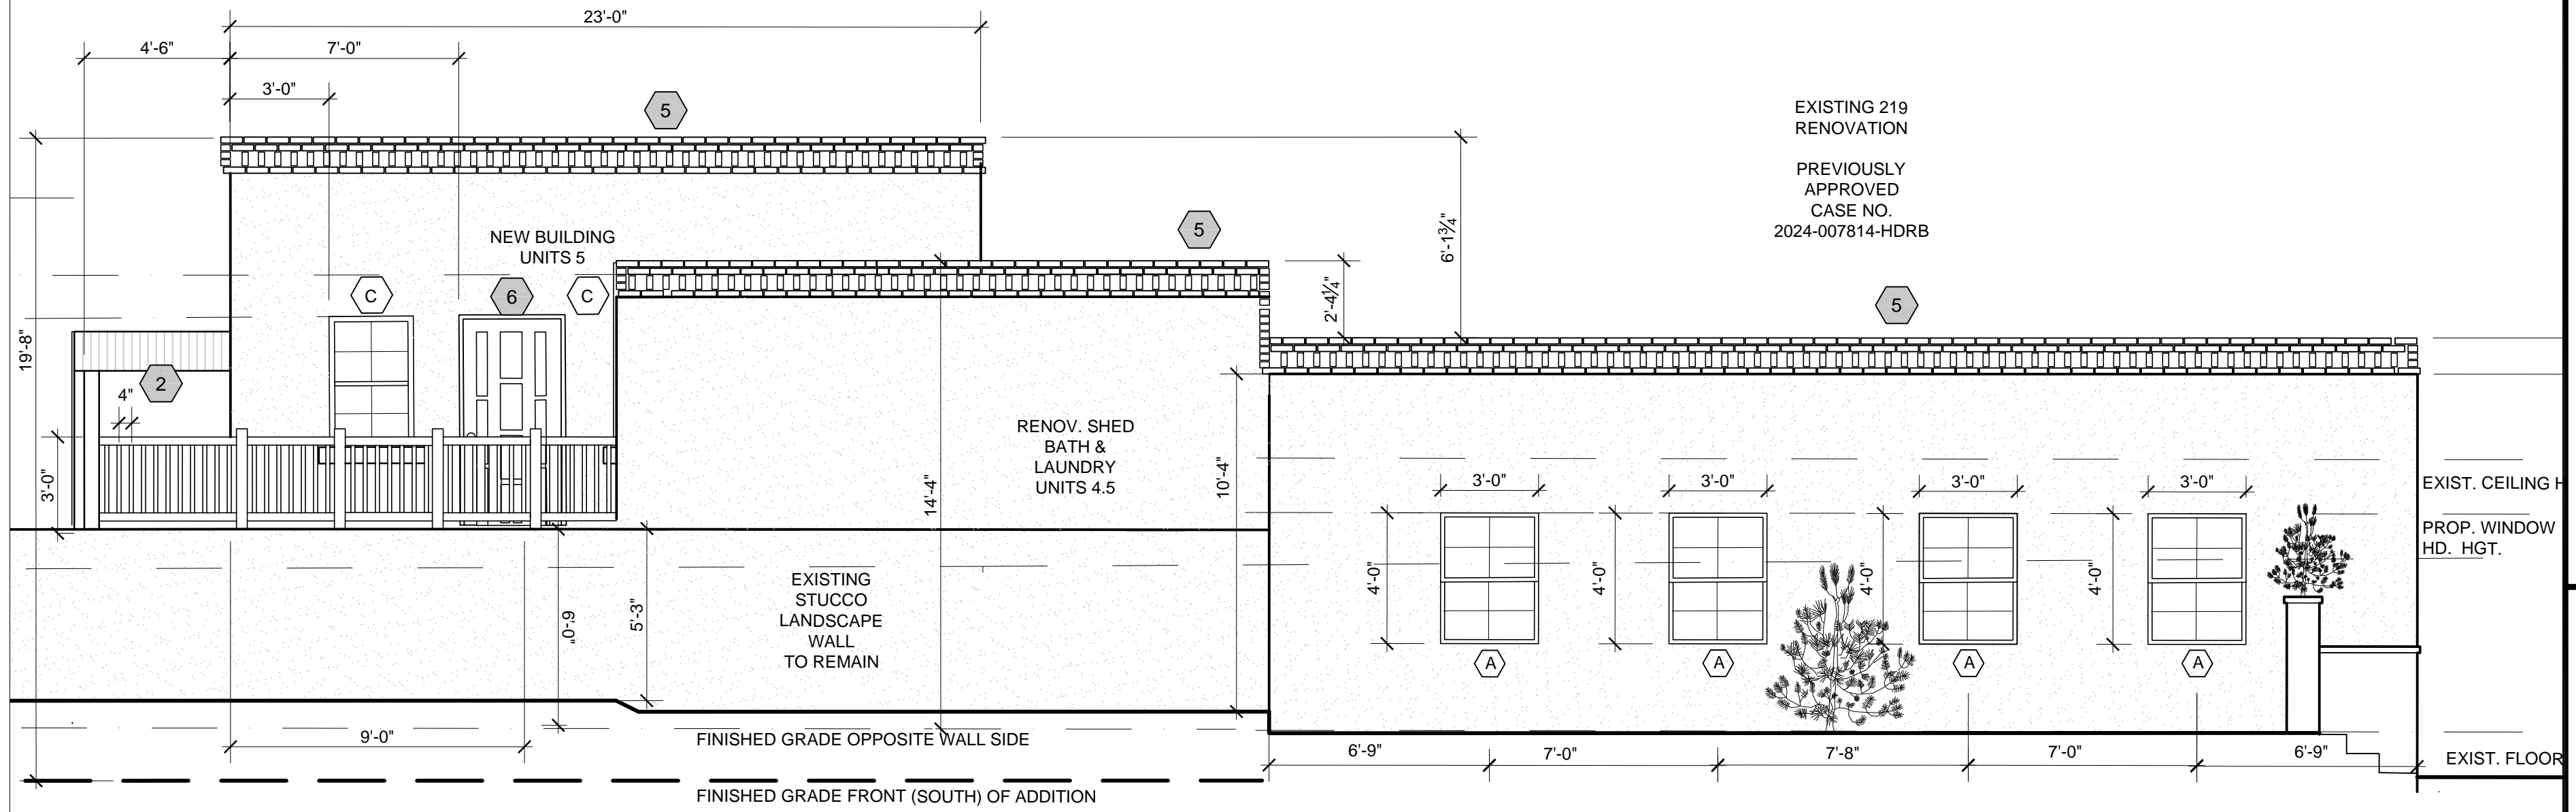 23'-0"
4'-6"
7'-0"
3'-0"
5
EXISTING 219
RENOVATION
PREVIOUSLY
APPROVED
CASE NO.
2024-007814-HDRB
5
6'-1¾"
NEW BUILDING
UNITS 5
C
6
C
2'-4¼"
5
19'-8"
2
4"
3'-0"
RENOV. SHED
BATH &
LAUNDRY
UNITS 4.5
14'-4"
10'-4"
3'-0"
3'-0"
3'-0"
3'-0"
EXIST. CEILING H
PROP. WINDOW
HD. HGT.
4'-0"
4'-0"
4'-0"
4'-0"
EXISTING
STUCCO
LANDSCAPE
WALL
TO REMAIN
6'-0"
5'-3"
A
A
A
A
9'-0"
FINISHED GRADE OPPOSITE WALL SIDE
6'-9"
7'-0"
7'-8"
7'-0"
6'-9"
EXIST. FLOOR
FINISHED GRADE FRONT (SOUTH) OF ADDITION